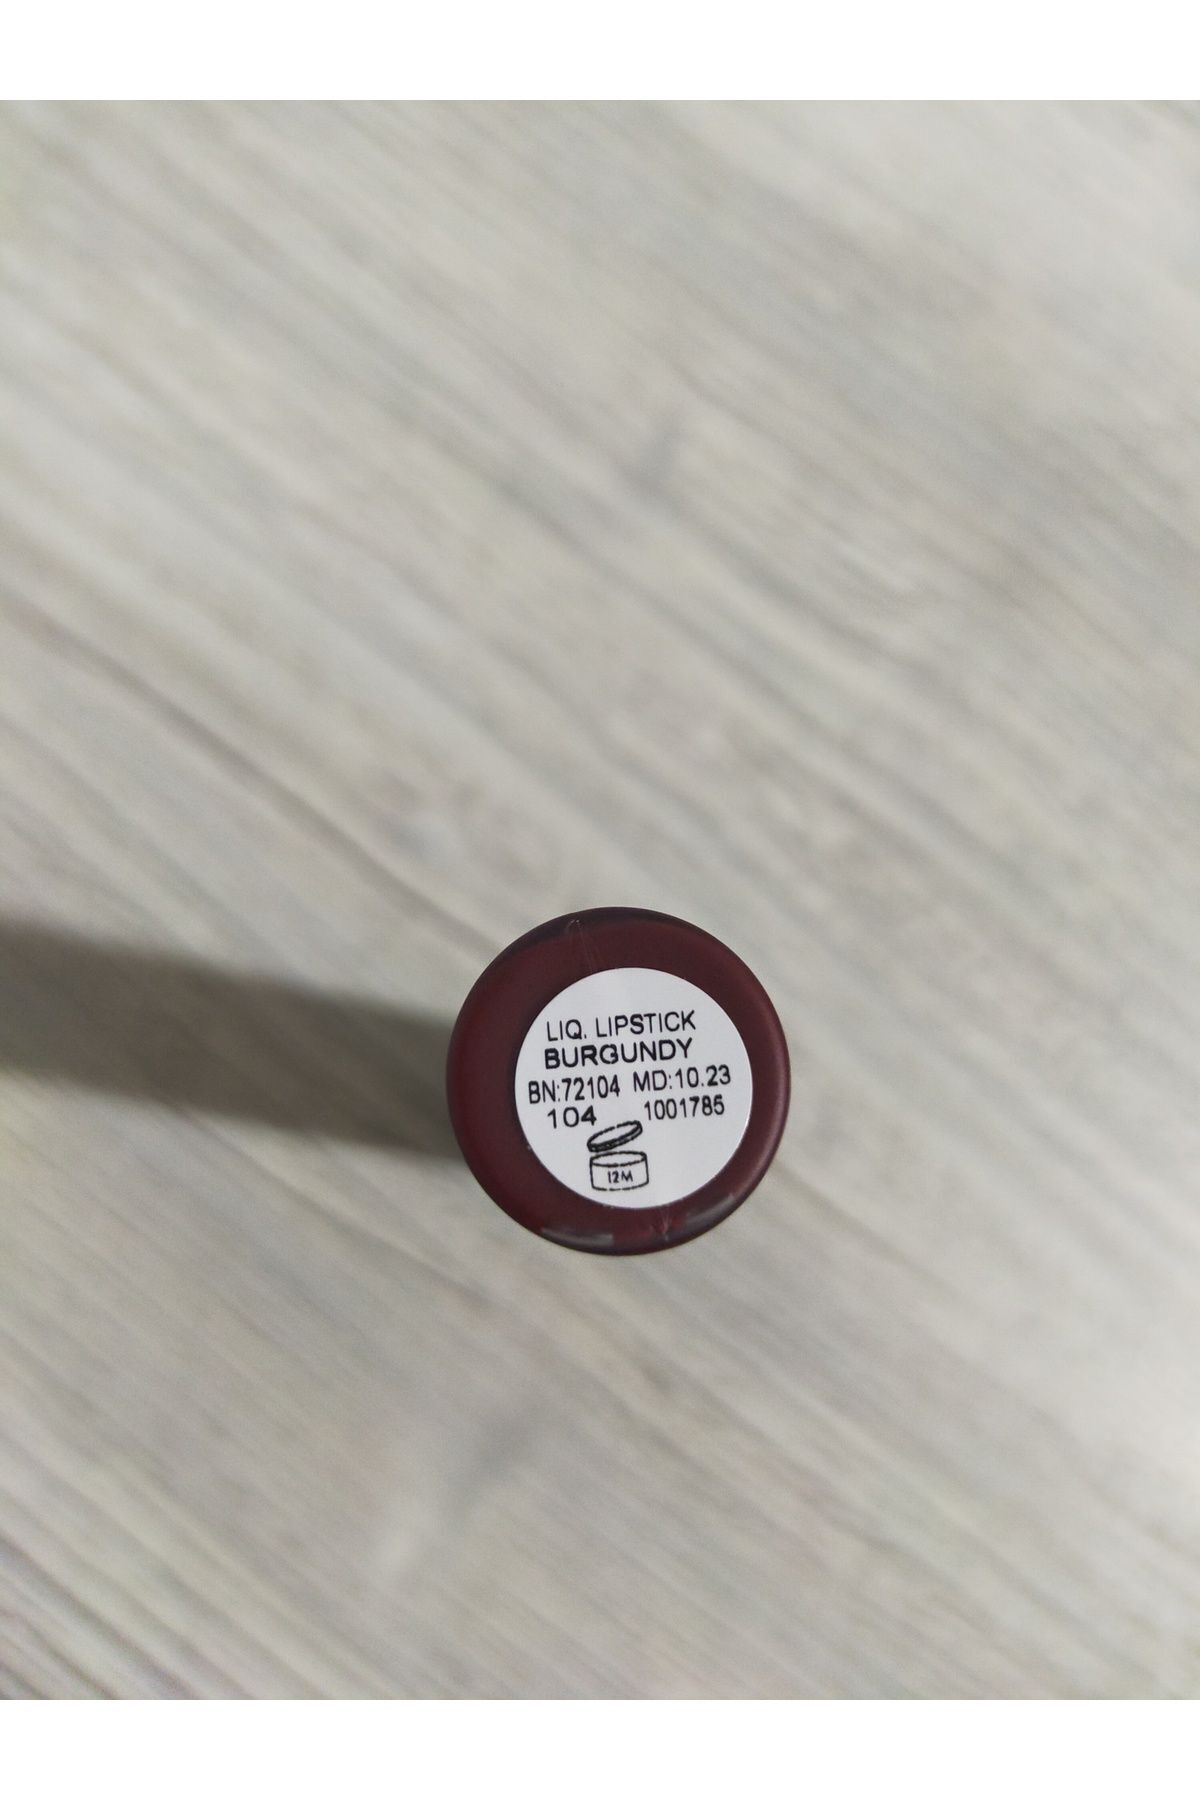 LIQ. LIPSTICK
BURGUNDY
BN:72104 MD:10.23
104 1001785
12M